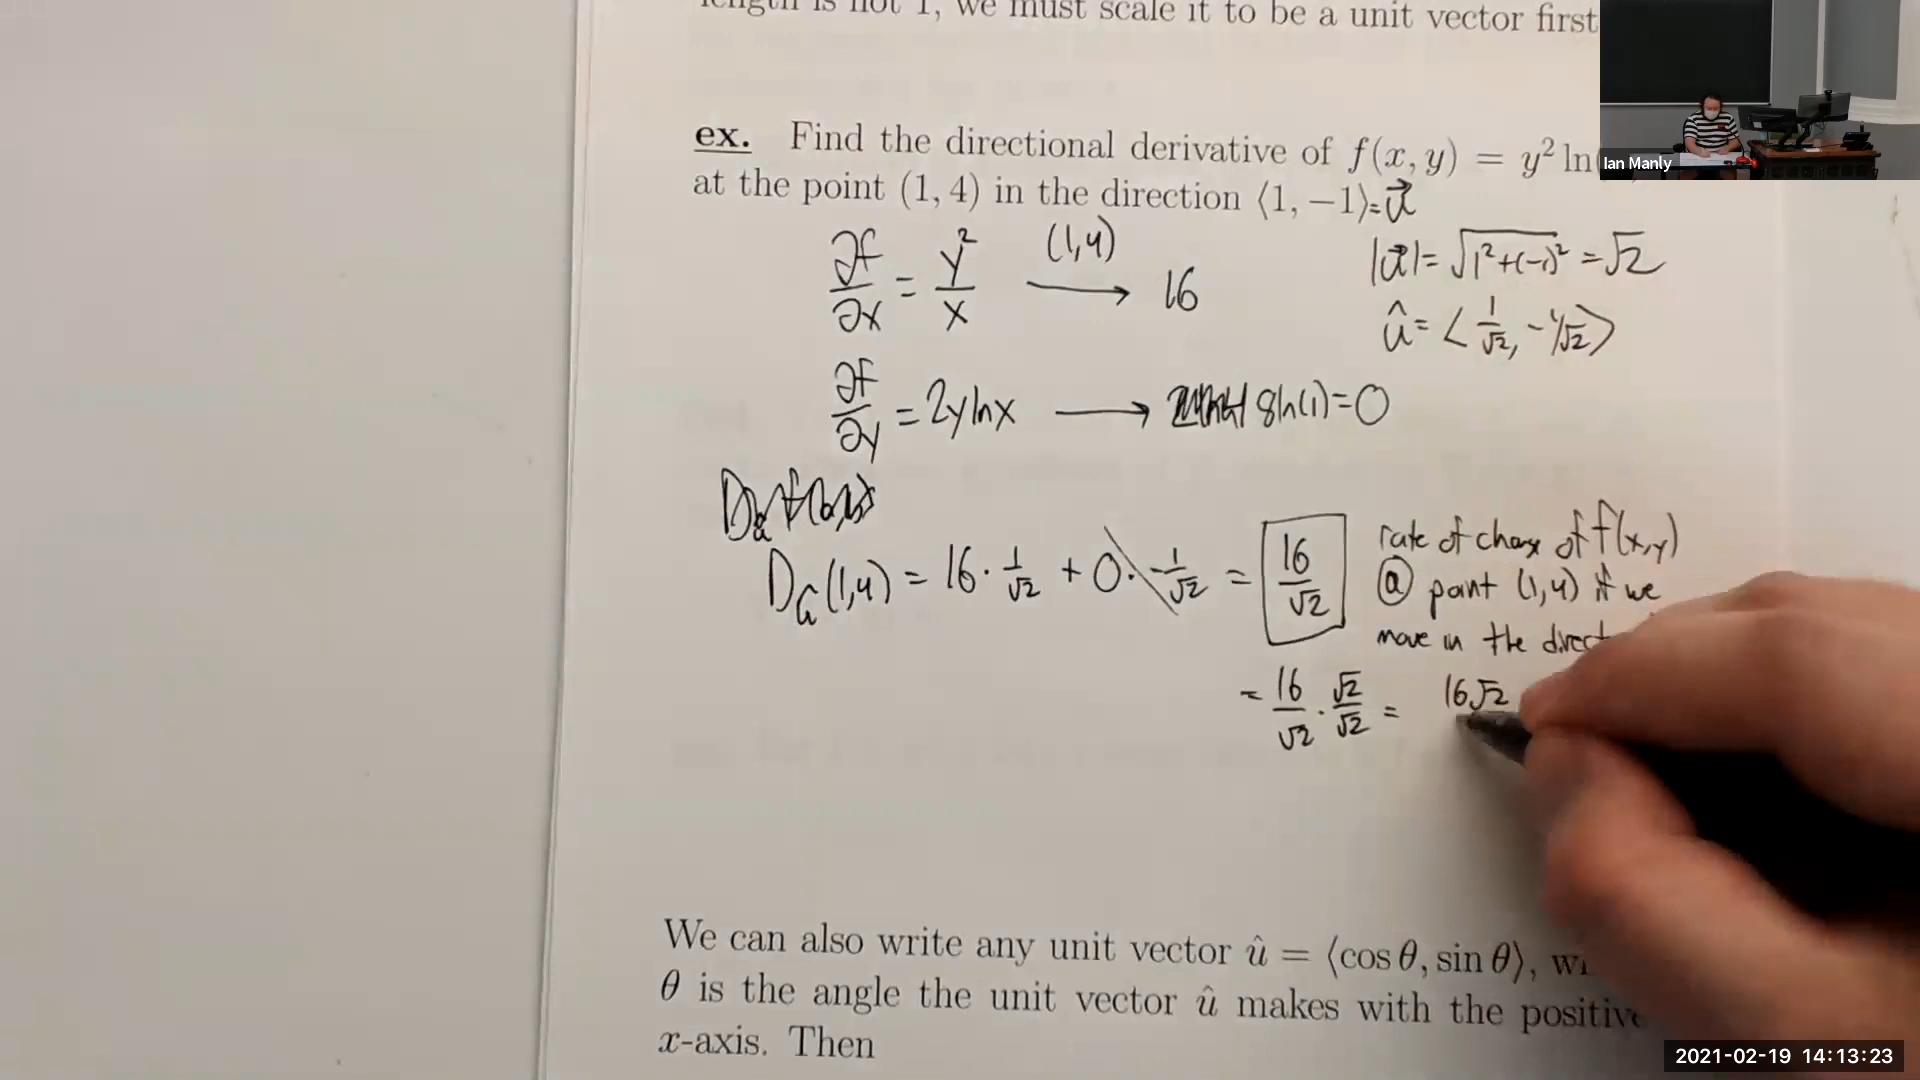 length is not 1, we must scale it to be a unit vector first
ex. Find the directional derivative of f(x, y) = y² ln
at the point (1, 4) in the direction ⟨1, −1⟩ = u⃗
∂f/∂x = y²/x (1,4) ⟶ 16
|u⃗| = √(1²+(-1)²) = √2
û = ⟨1/√2, -1/√2⟩
∂f/∂y = 2y ln x ⟶ 8 ln(1) = 0
D_û(1,4) = 16 · 1/√2 + 0 · -1/√2 = 16/√2
rate of change of f(x,y)
@ point (1,4) if we
move in the direct
= 16/√2 · √2/√2 = 16√2
We can also write any unit vector û = ⟨cos θ, sin θ⟩,
θ is the angle the unit vector û makes with the positive
x-axis. Then
Ian Manly
2021-02-19 14:13:23